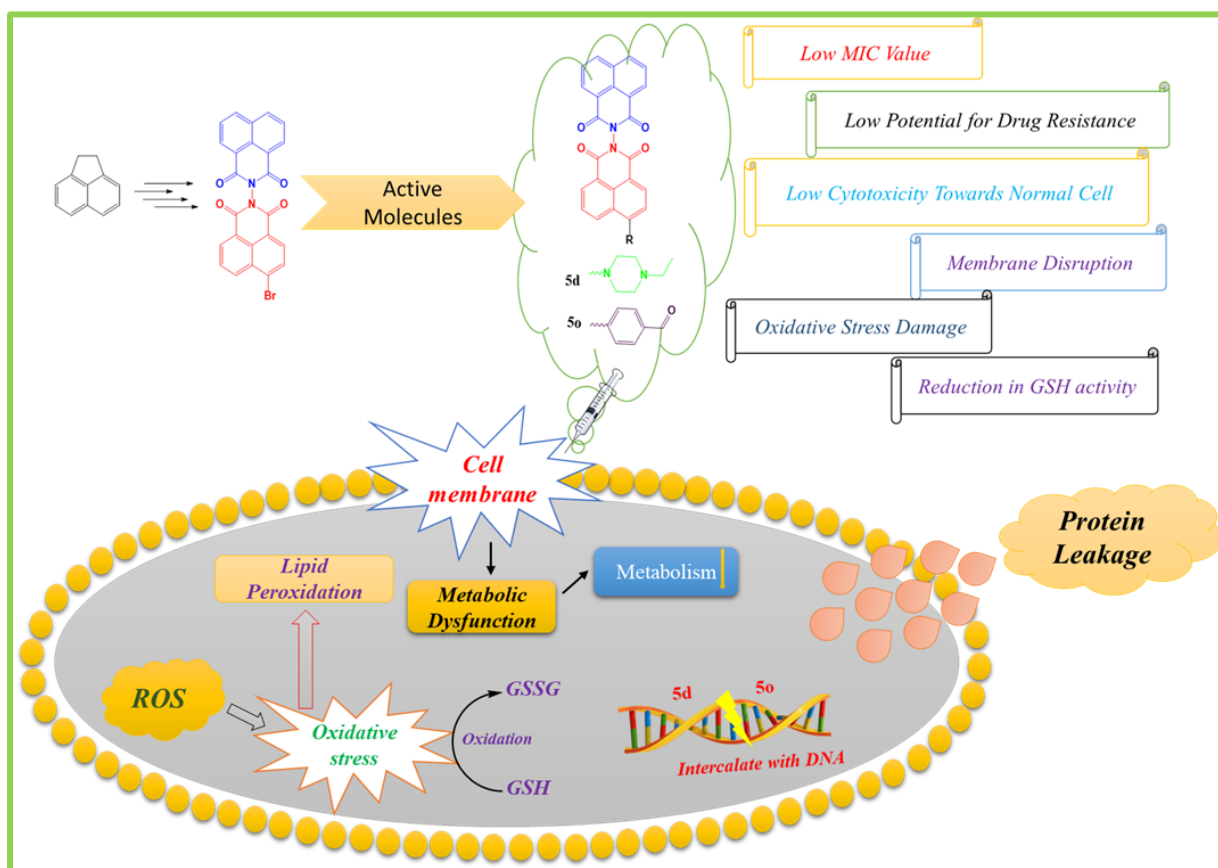 Low MIC Value
Low Potential for Drug Resistance
Low Cytotoxicity Towards Normal Cell
Membrane Disruption
Oxidative Stress Damage
Reduction in GSH activity
O
O
N
N
O
O
Br
Active
Molecules
O
O
N
N
O
O
R
5d
N
N
5o
O
Cell
membrane
Protein
Leakage
Lipid
Peroxidation
Metabolic
Dysfunction
Metabolism
ROS
Oxidative
stress
GSSG
Oxidation
GSH
5d
5o
Intercalate with DNA